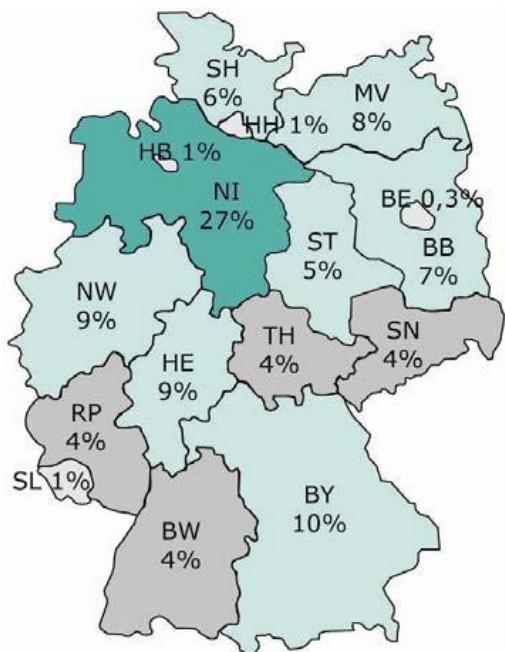 SH
6%
MV
8%
HH 1%
HB 1%
NI
27%
BE 0,3%
BB
7%
ST
5%
NW
9%
TH
4%
SN
4%
HE
9%
RP
4%
SL 1%
BY
10%
BW
4%